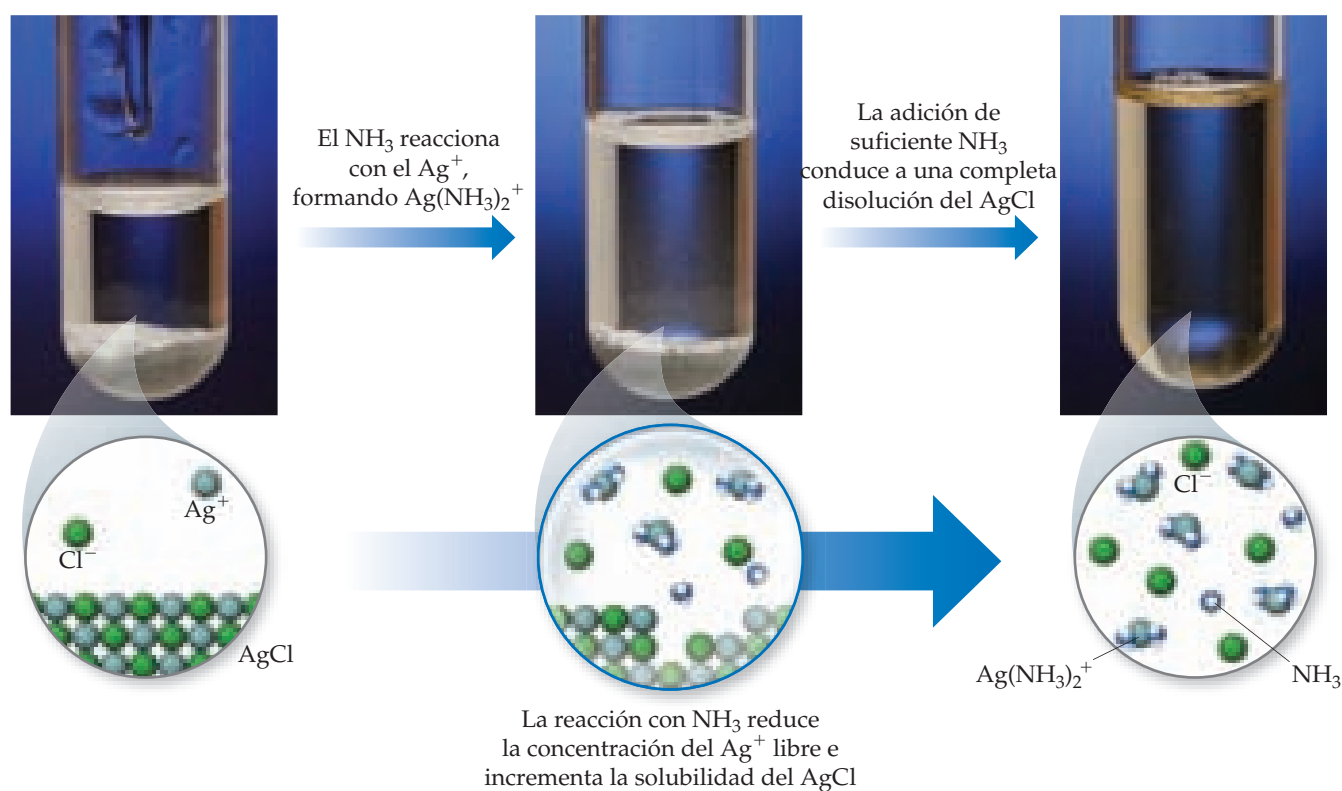 El NH₃ reacciona
con el Ag⁺,
formando Ag(NH₃)₂⁺
La adición de
suficiente NH₃
conduce a una completa
disolución del AgCl
Ag⁺
Cl⁻
AgCl
Cl⁻
Ag(NH₃)₂⁺
NH₃
La reacción con NH₃ reduce
la concentración del Ag⁺ libre e
incrementa la solubilidad del AgCl